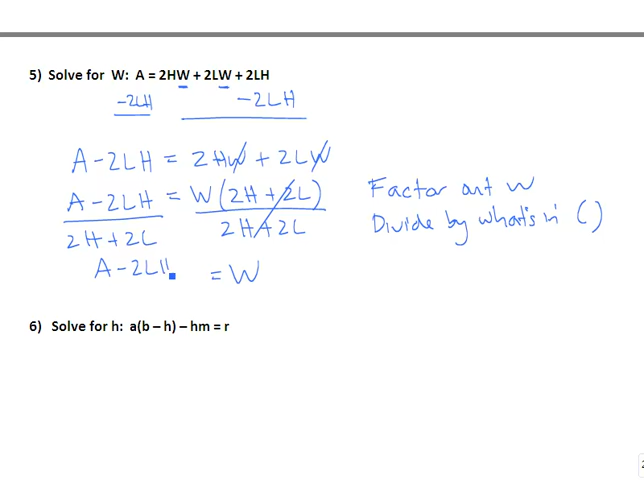 5) Solve for W: A = 2HW + 2LW + 2LH
-2LH -2LH
A - 2LH = 2HW + 2LW
A - 2LH = W(2H + 2L) Factor out W
2H + 2L 2H + 2L Divide by what's in ()
A - 2LH = W
6) Solve for h: a(b – h) – hm = r